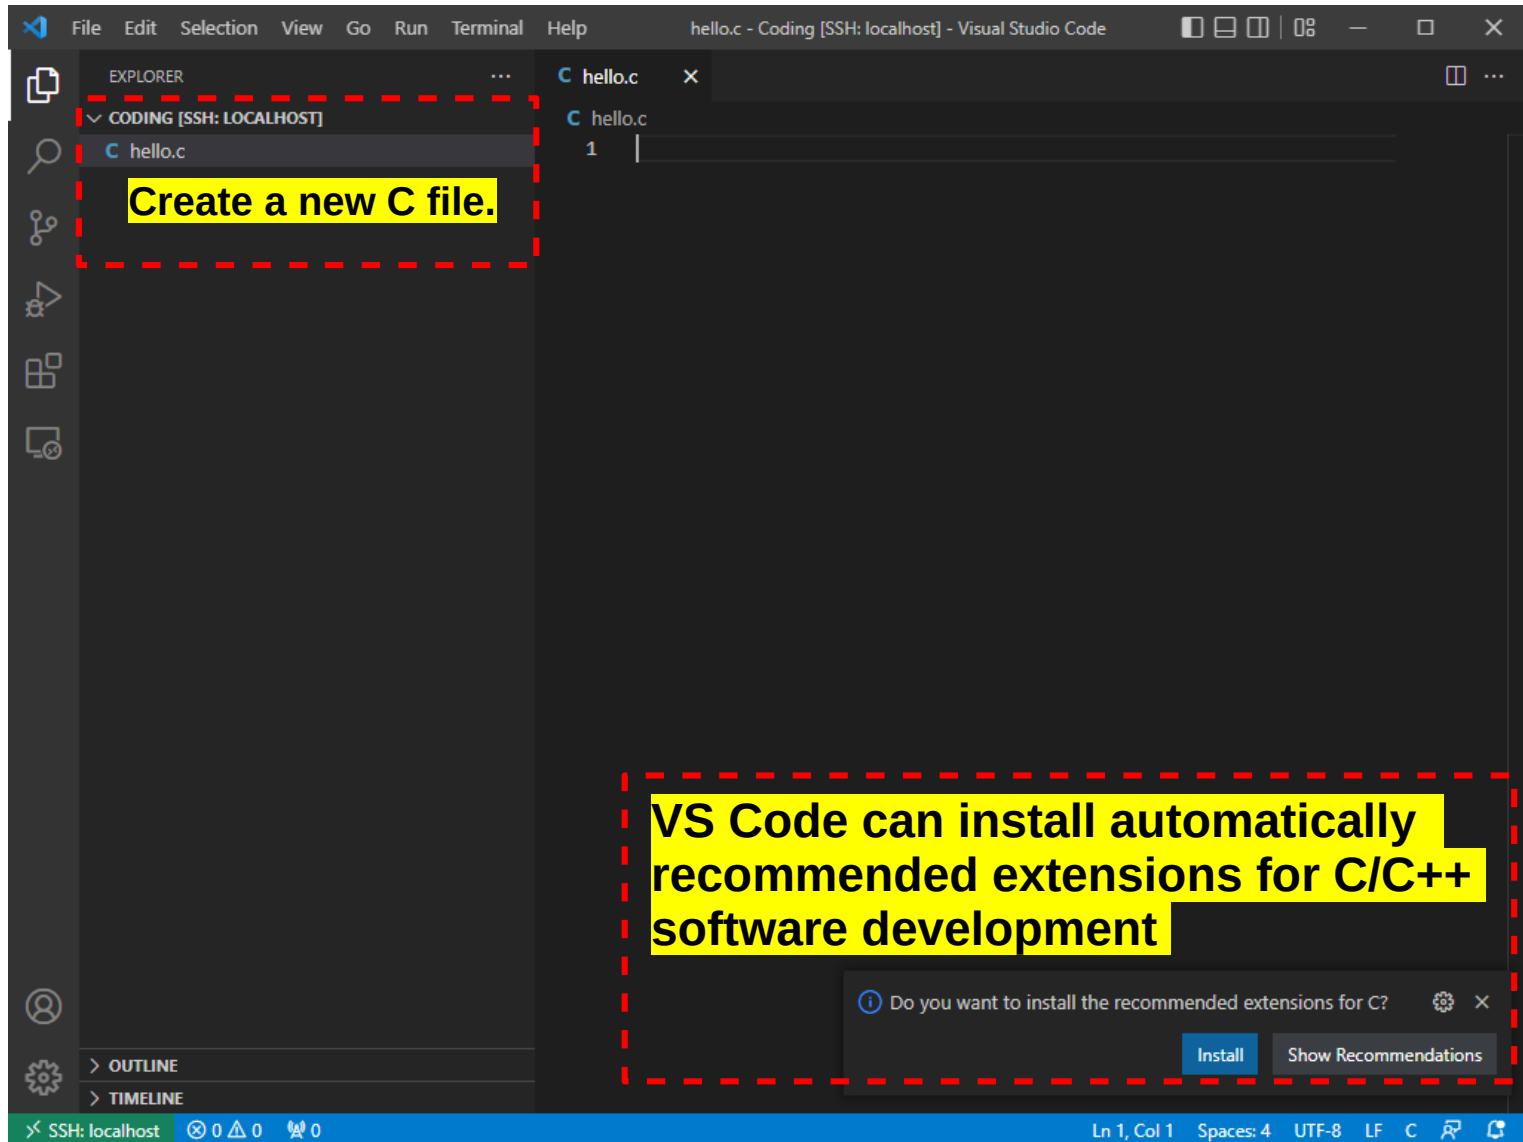 File Edit Selection View Go Run Terminal Help hello.c - Coding [SSH: localhost] - Visual Studio Code
EXPLORER
CODING [SSH: LOCALHOST]
C hello.c
Create a new C file.
OUTLINE
TIMELINE
C hello.c
C hello.c
1
VS Code can install automatically
recommended extensions for C/C++
software development
Do you want to install the recommended extensions for C?
Install Show Recommendations
SSH: localhost 0 0 0 Ln 1, Col 1 Spaces: 4 UTF-8 LF C